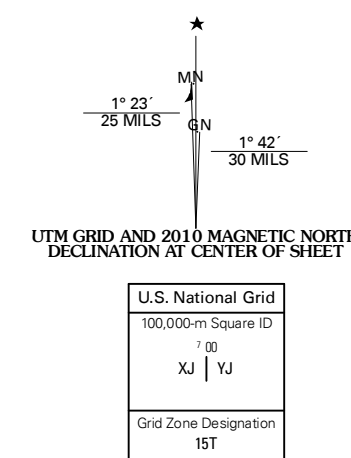 ★
MN
1° 23´
25 MILS
GN
1° 42´
30 MILS
UTM GRID AND 2010 MAGNETIC NORTH
DECLINATION AT CENTER OF SHEET
U.S. National Grid
100,000-m Square ID
7 00
XJ | YJ
Grid Zone Designation
15T